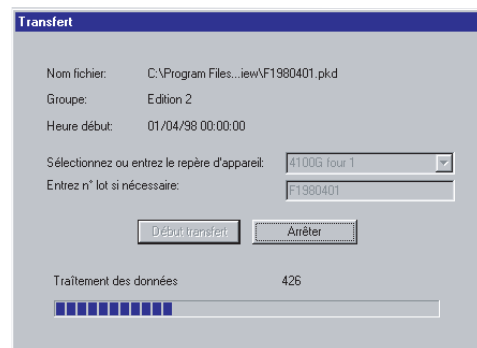 Transfert
Nom fichier: C:\Program Files...iew\F1980401.pkd
Groupe: Edition 2
Heure début: 01/04/98 00:00:00
Sélectionnez ou entrez le repère d'appareil: 4100G four 1
Entrez n° lot si nécessaire: F1980401
Début transfert Arrêter
Traîtement des données 426